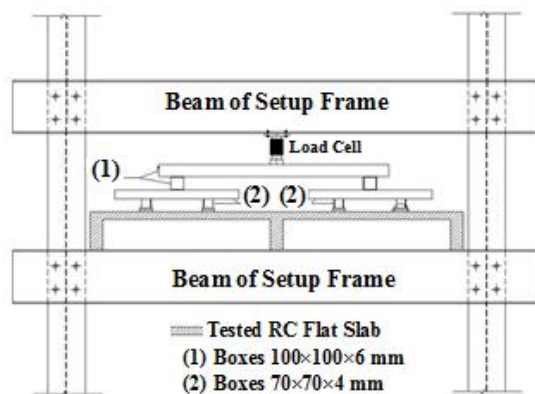 Beam of Setup Frame
Load Cell
(1)
(2) (2)
Beam of Setup Frame
Tested RC Flat Slab
(1) Boxes 100×100×6 mm
(2) Boxes 70×70×4 mm